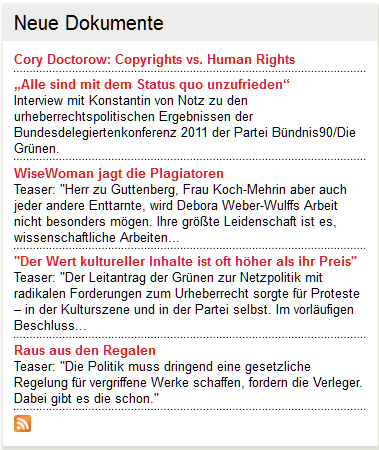 Neue Dokumente
Cory Doctorow: Copyrights vs. Human Rights
„Alle sind mit dem Status quo unzufrieden“
Interview mit Konstantin von Notz zu den
urheberrechtspolitischen Ergebnissen der
Bundesdelegiertenkonferenz 2011 der Partei Bündnis90/Die
Grünen.
WiseWoman jagt die Plagiatoren
Teaser: "Herr zu Guttenberg, Frau Koch-Mehrin aber auch
jeder andere Enttarnte, wird Debora Weber-Wulffs Arbeit
nicht besonders mögen. Ihre größte Leidenschaft ist es,
wissenschaftliche Arbeiten...
"Der Wert kultureller Inhalte ist oft höher als ihr Preis"
Teaser: "Der Leitantrag der Grünen zur Netzpolitik mit
radikalen Forderungen zum Urheberrecht sorgte für Proteste
– in der Kulturszene und in der Partei selbst. Im vorläufigen
Beschluss...
Raus aus den Regalen
Teaser: "Die Politik muss dringend eine gesetzliche
Regelung für vergriffene Werke schaffen, fordern die Verleger.
Dabei gibt es die schon."